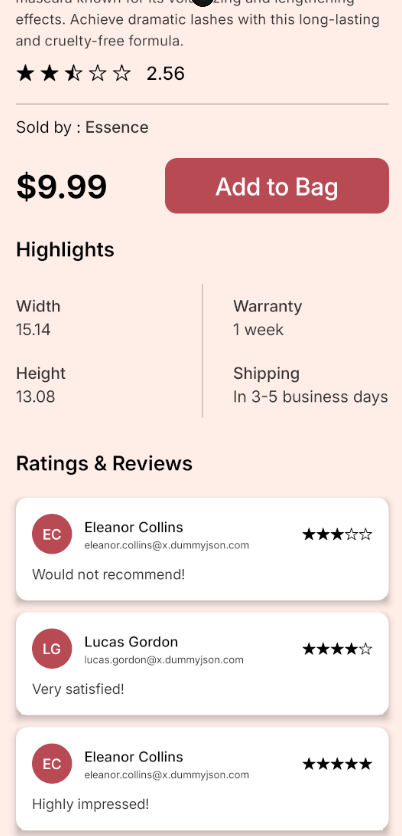 mascara known for its and lengthening
effects. Achieve dramatic lashes with this long-lasting
and cruelty-free formula.
2.56
Sold by : Essence
$9.99
Add to Bag
Highlights
Width
15.14
Warranty
1 week
Height
13.08
Shipping
In 3-5 business days
Ratings & Reviews
EC
Eleanor Collins
eleanor.collins@x.dummyjson.com
Would not recommend!
LG
Lucas Gordon
lucas.gordon@x.dummyjson.com
Very satisfied!
EC
Eleanor Collins
eleanor.collins@x.dummyjson.com
Highly impressed!